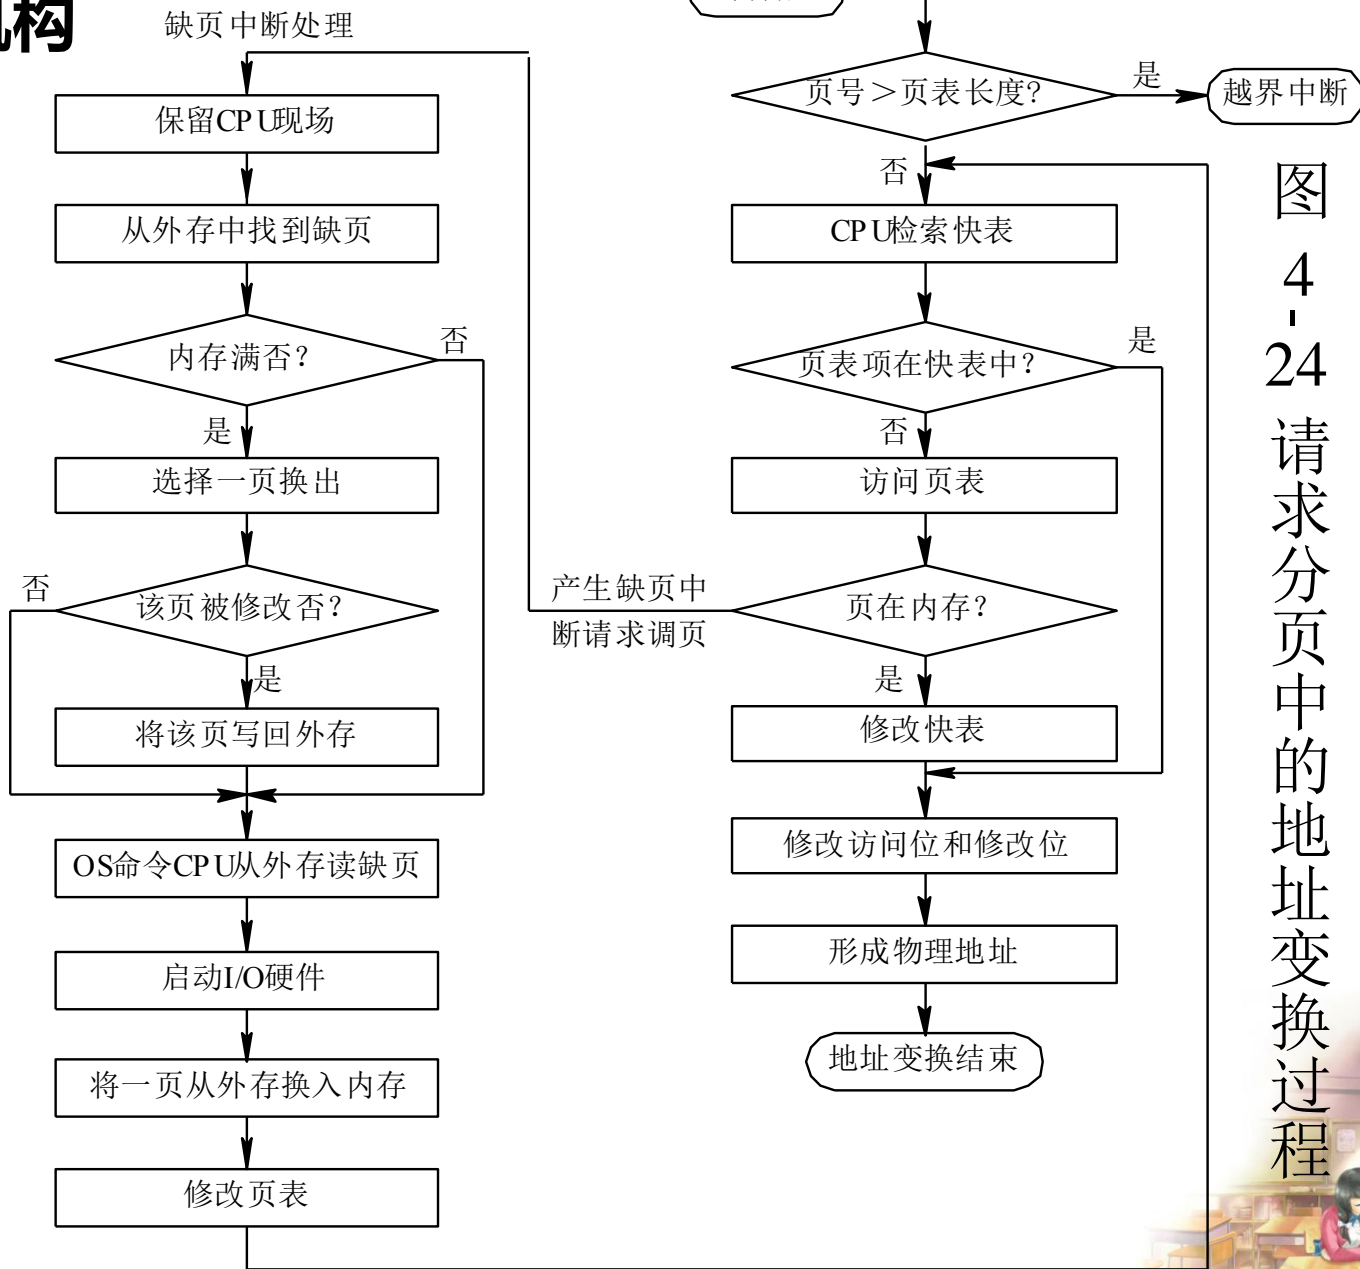 机构
缺页中断处理
保留CPU现场
从外存中找到缺页
内存满否?
否
是
选择一页换出
该页被修改否?
否
是
将该页写回外存
OS命令CPU从外存读缺页
启动I/O硬件
将一页从外存换入内存
修改页表
页号>页表长度?
是
越界中断
否
CPU检索快表
页表项在快表中?
是
否
访问页表
产生缺页中
断请求调页
页在内存?
是
修改快表
修改访问位和修改位
形成物理地址
地址变换结束
图4-24 请求分页中的地址变换过程